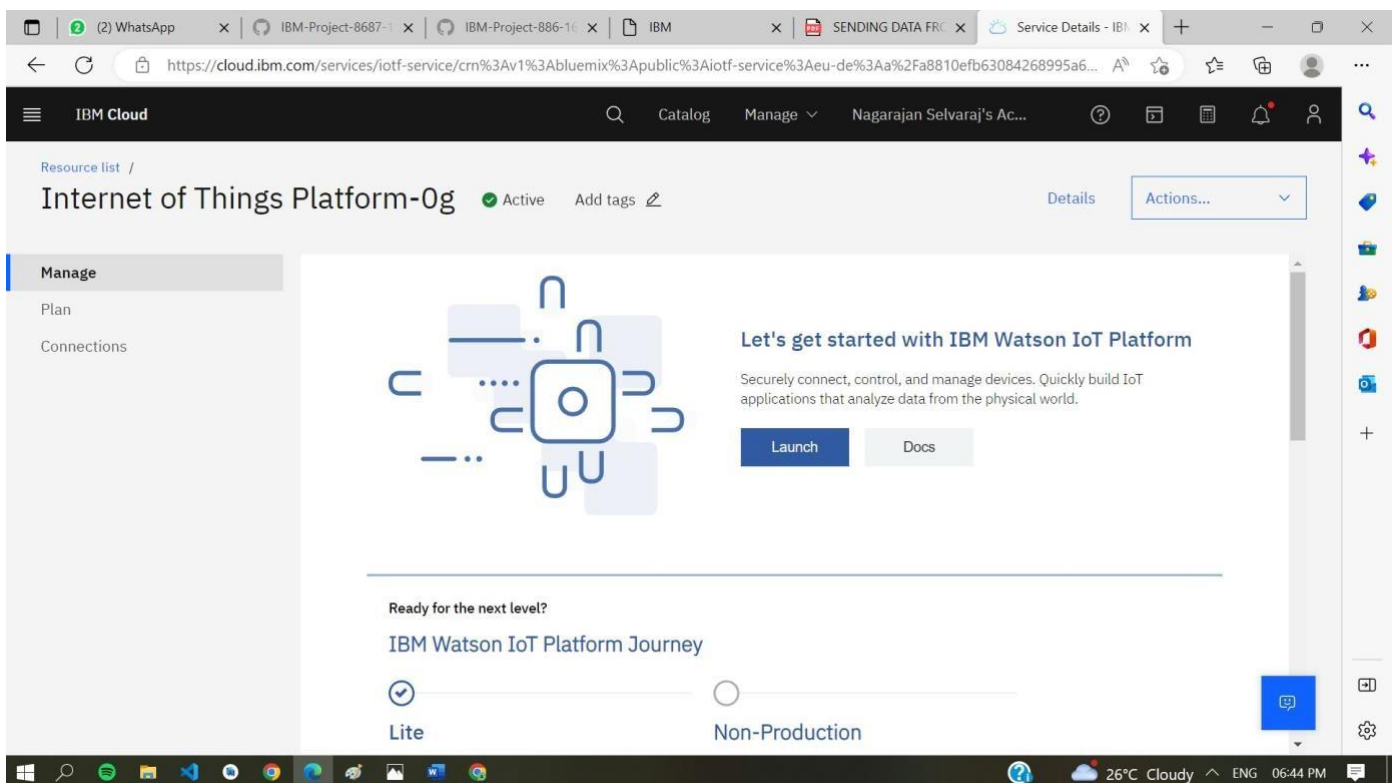 (2) WhatsApp
IBM-Project-8687-1
IBM-Project-886-16
IBM
SENDING DATA FRO
Service Details - IBM
https://cloud.ibm.com/services/iotf-service/crn%3Av1%3Abluemix%3Apublic%3Aiotf-service%3Aeu-de%3Aa%2Fa8810efb63084268995a6...
IBM Cloud
Catalog
Manage
Nagarajan Selvaraj's Ac...
Resource list /
Internet of Things Platform-0g
Active
Add tags
Details
Actions...
Manage
Plan
Connections
Let's get started with IBM Watson IoT Platform
Securely connect, control, and manage devices. Quickly build IoT
applications that analyze data from the physical world.
Launch
Docs
Ready for the next level?
IBM Watson IoT Platform Journey
Lite
Non-Production
26°C Cloudy
ENG
06:44 PM